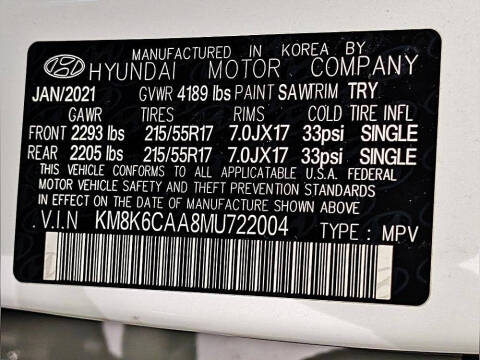 MANUFACTURED IN KOREA BY
HYUNDAI MOTOR COMPANY
JAN/2021 GVWR 4189 lbs PAINT SAW TRIM TRY
GAWR TIRES RIMS COLD TIRE INFL
FRONT 2293 lbs 215/55R17 7.0JX17 33psi SINGLE
REAR 2205 lbs 215/55R17 7.0JX17 33psi SINGLE
THIS VEHICLE CONFORMS TO ALL APPLICATABLE U.S.A. FEDERAL
MOTOR VEHICLE SAFETY AND THEFT PREVENTION STANDARDS
IN EFFECT ON THE DATE OF MANUFACTURE SHOWN ABOVE.
V.I.N KM8K6CAA8MU722004 TYPE : MPV